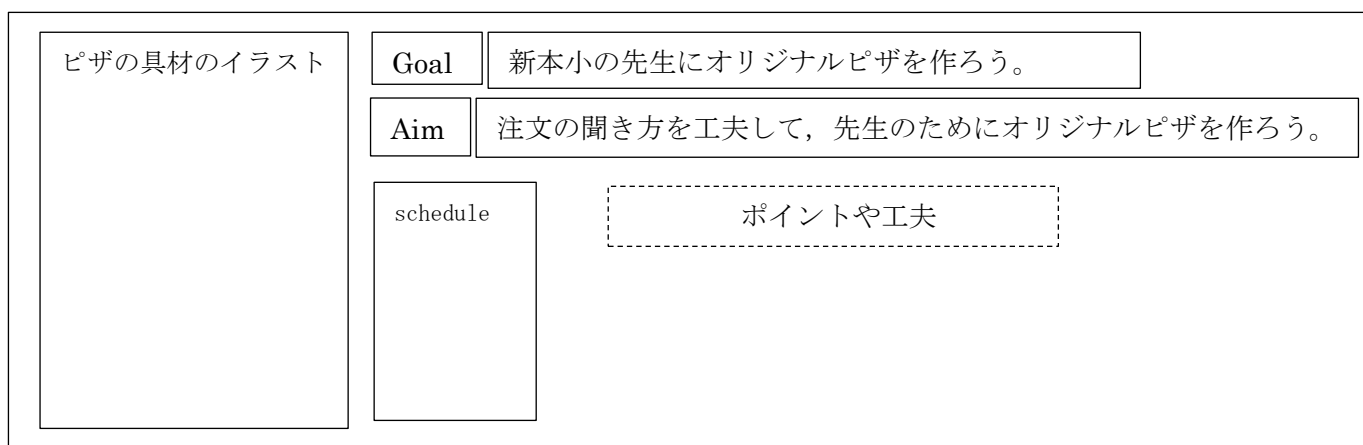 ピザの具材のイラスト
Goal
新本小の先生にオリジナルピザを作ろう。
Aim
注文の聞き方を工夫して，先生のためにオリジナルピザを作ろう。
schedule
ポイントや工夫